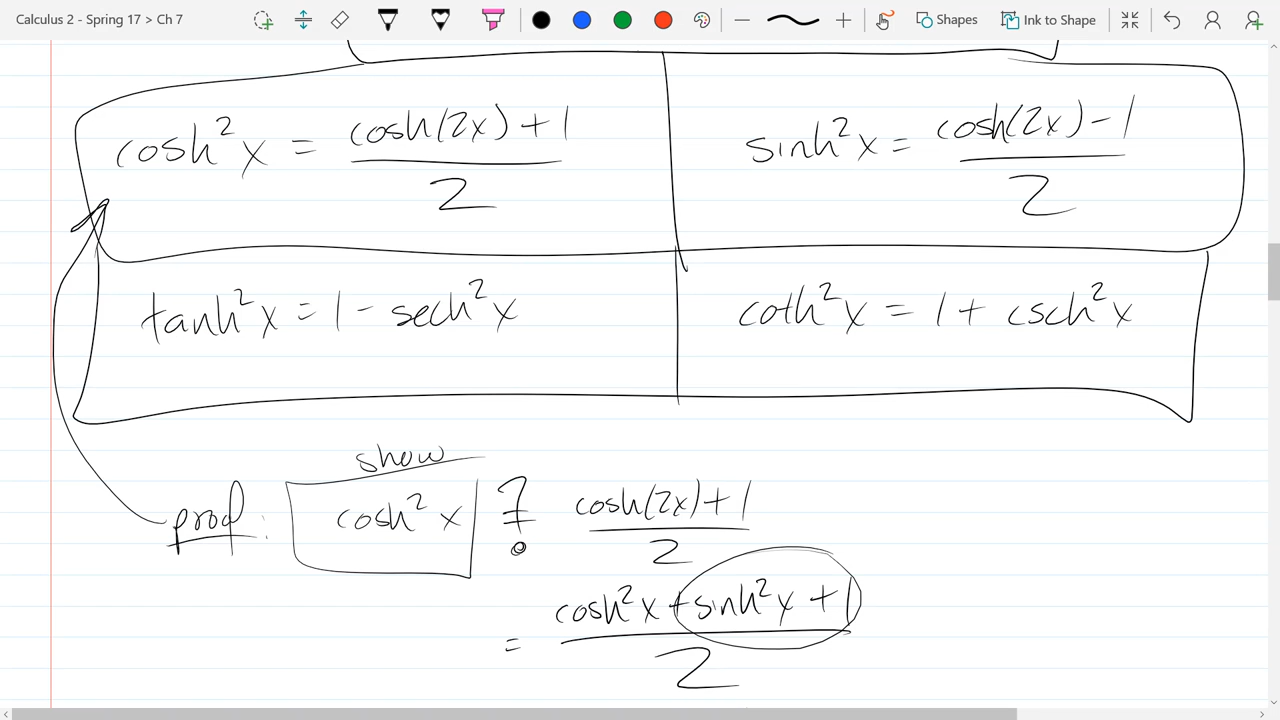 Calculus 2 - Spring 17 > Ch 7 Shapes Ink to Shape
cosh²x = cosh(2x) + 1 / 2
sinh²x = cosh(2x) - 1 / 2
tanh²x = 1 - sech²x
coth²x = 1 + csch²x
show
proof: cosh²x ?= cosh(2x) + 1 / 2
= cosh²x + sinh²x + 1 / 2